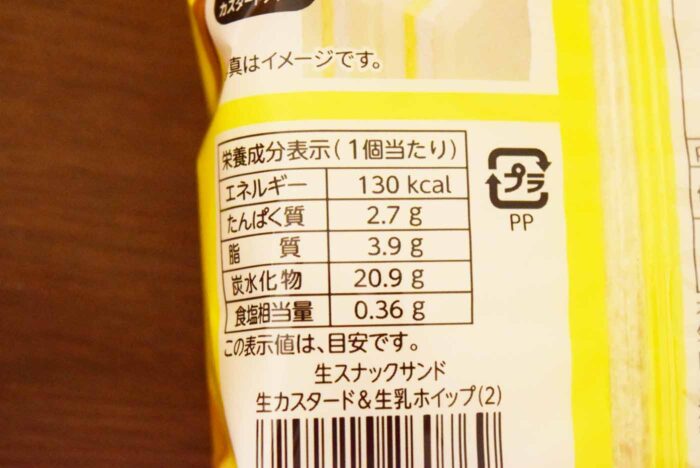 真はイメージです。
栄養成分表示(1個当たり)
エネルギー 130 kcal
たんぱく質 2.7 g
脂 質 3.9 g
炭水化物 20.9 g
食塩相当量 0.36 g
この表示値は、目安です。
プラ
PP
生スナックサンド
生カスタード&生乳ホイップ(2)